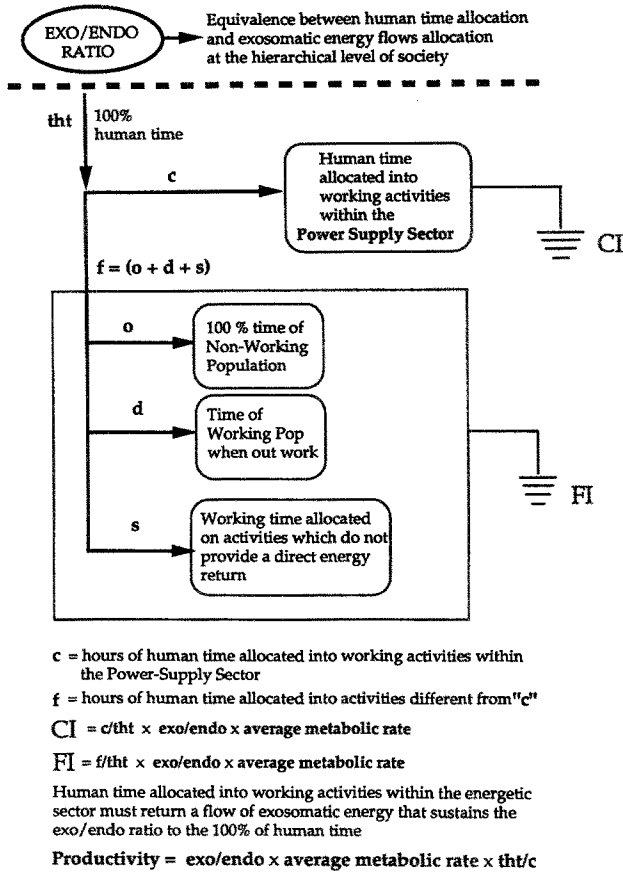 EXO/ENDO
RATIO
Equivalence between human time allocation
and exosomatic energy flows allocation
at the hierarchical level of society
tht
100%
human time
c
Human time
allocated into
working activities
within the
Power Supply Sector
CI
f = (o + d + s)
o
100 % time of
Non-Working
Population
d
Time of
Working Pop
when out work
FI
s
Working time allocated
on activities which do not
provide a direct energy
return
c = hours of human time allocated into working activities within
the Power-Supply Sector
f = hours of human time allocated into activities different from "c"
CI = c/tht x exo/endo x average metabolic rate
FI = f/tht x exo/endo x average metabolic rate
Human time allocated into working activities within the energetic
sector must return a flow of exosomatic energy that sustains the
exo/endo ratio to the 100% of human time
Productivity = exo/endo x average metabolic rate x tht/c